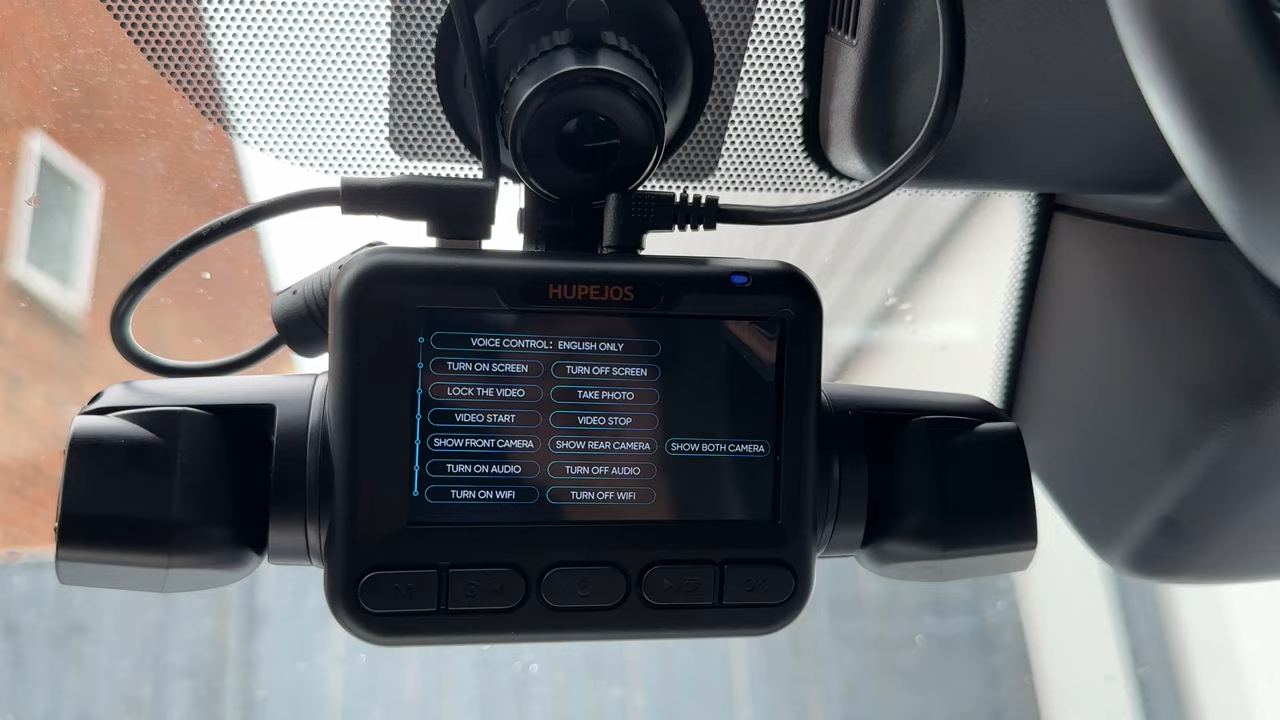 HUPEJOS
VOICE CONTROL: ENGLISH ONLY
TURN ON SCREEN TURN OFF SCREEN
LOCK THE VIDEO TAKE PHOTO
VIDEO START VIDEO STOP
SHOW FRONT CAMERA SHOW REAR CAMERA SHOW BOTH CAMERA
TURN ON AUDIO TURN OFF AUDIO
TURN ON WIFI TURN OFF WIFI
M OK